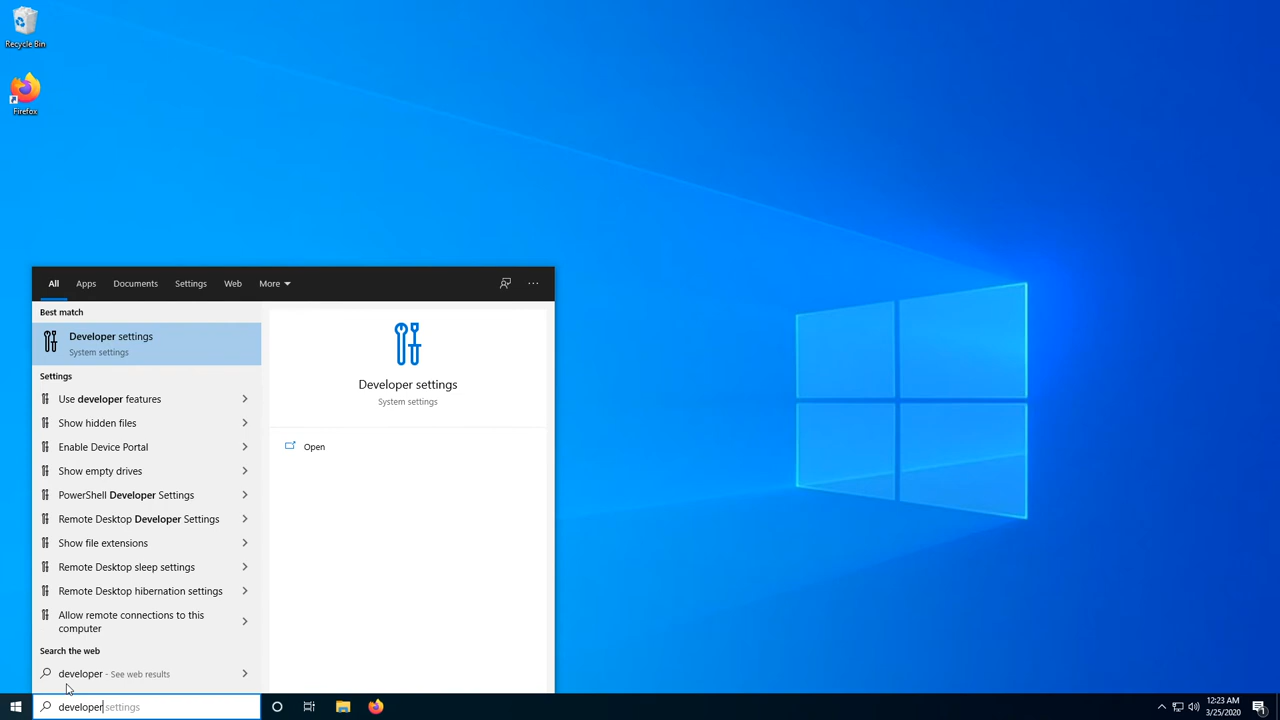 Recycle Bin
Firefox
All Apps Documents Settings Web More ...
Best match
Developer settings
System settings
Settings
Use developer features
Show hidden files
Enable Device Portal
Show empty drives
PowerShell Developer Settings
Remote Desktop Developer Settings
Show file extensions
Remote Desktop sleep settings
Remote Desktop hibernation settings
Allow remote connections to this
computer
Search the web
developer - See web results
Developer settings
System settings
Open
developer settings
12:23 AM
3/25/2020
1